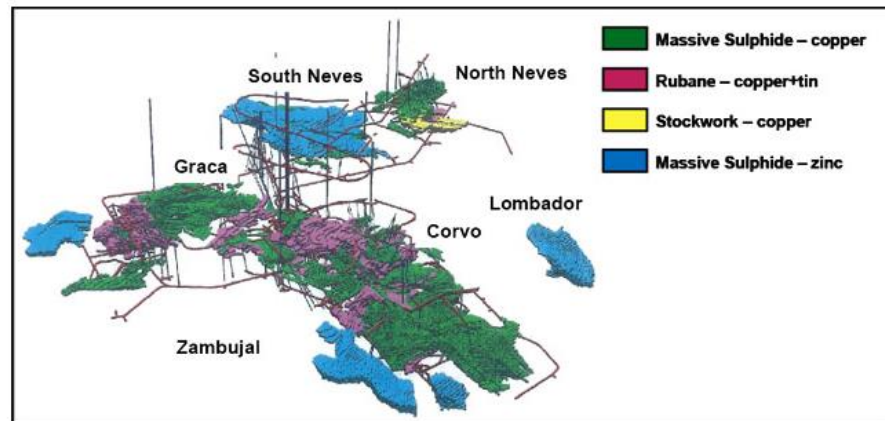 South Neves
North Neves
Graca
Lombador
Corvo
Zambujal
Massive Sulphide – copper
Rubane – copper+tin
Stockwork – copper
Massive Sulphide – zinc